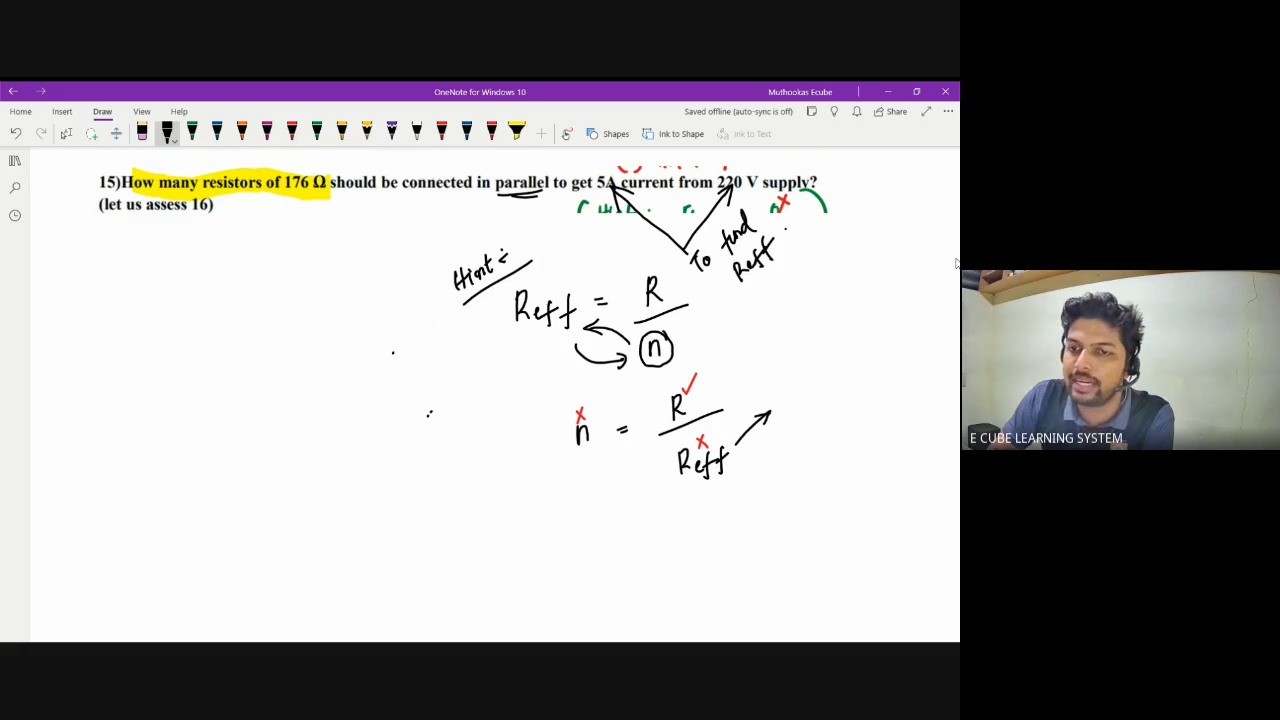 OneNote for Windows 10
Muthookas Ecube
Home Insert Draw View Help
Saved offline (auto-sync is off)
Share
Shapes
Ink to Shape
Ink to Text
15)How many resistors of 176 Ω should be connected in parallel to get 5A current from 220 V supply?
(let us assess 16)
To find
Reff
Hint :
Reff = R / n
n = R / Reff
E CUBE LEARNING SYSTEM